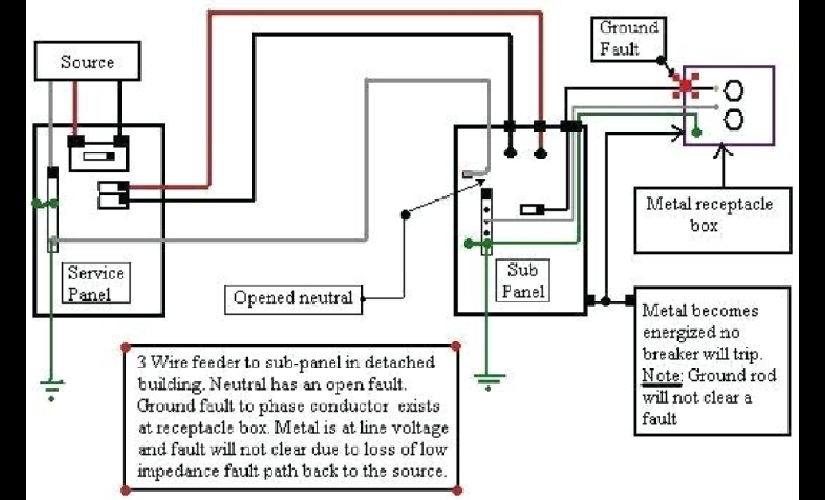 Ground
Fault
Source
Metal receptacle
box
Service
Panel
Sub
Panel
Opened neutral
Metal becomes
energized no
breaker will trip.
Note: Ground rod
will not clear a
fault
3 Wire feeder to sub-panel in detached
building. Neutral has an open fault.
Ground fault to phase conductor exists
at receptacle box. Metal is at line voltage
and fault will not clear due to loss of low
impedance fault path back to the source.